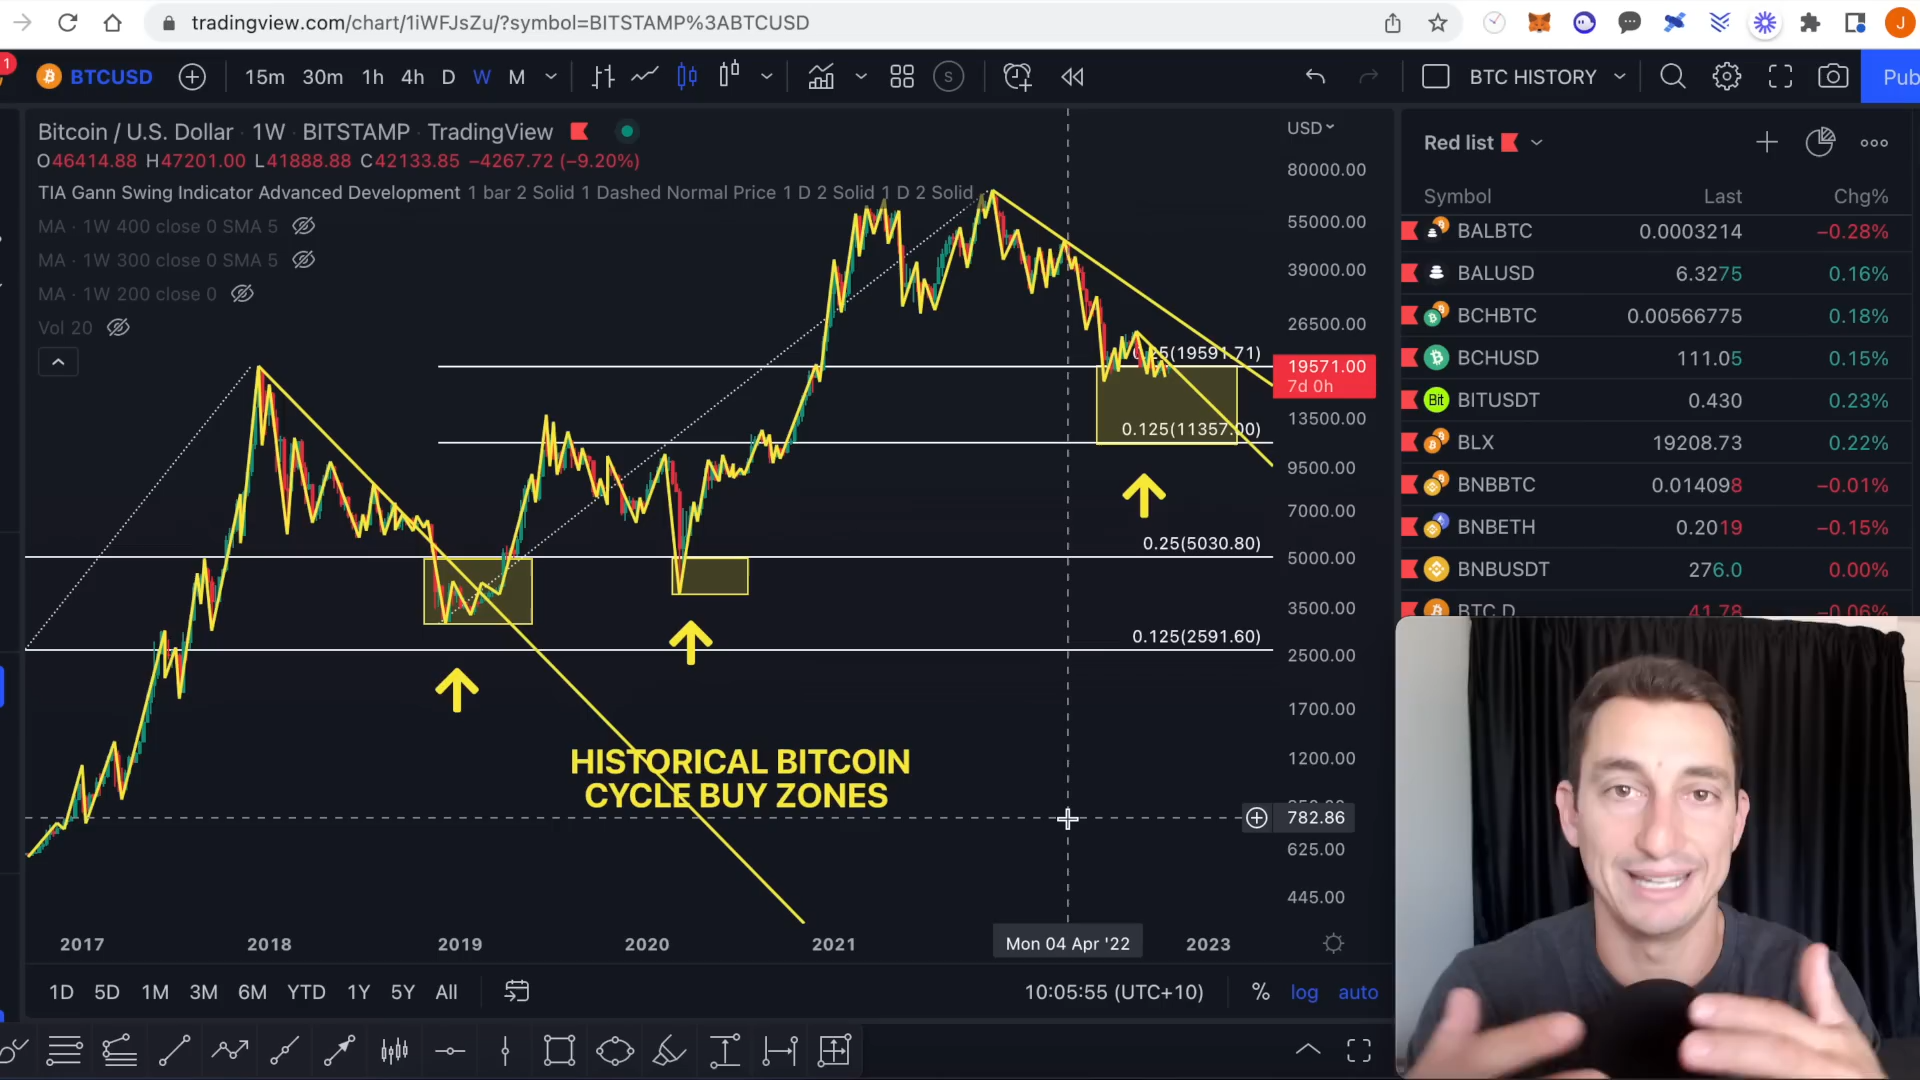 tradingview.com/chart/1iWFJsZu/?symbol=BITSTAMP%3ABTCUSD
J
1
BTCUSD 15m 30m 1h 4h D W M S BTC HISTORY Pub
Bitcoin / U.S. Dollar · 1W · BITSTAMP · TradingView
O46414.88 H47201.00 L41888.88 C42133.85 −4267.72 (−9.20%)
TIA Gann Swing Indicator Advanced Development 1 bar 2 Solid 1 Dashed Normal Price 1 D 2 Solid 1 D 2 Solid
MA · 1W 400 close 0 SMA 5
MA · 1W 300 close 0 SMA 5
MA · 1W 200 close 0
Vol 20
0.25(19591.71)
0.125(11357.00)
0.25(5030.80)
0.125(2591.60)
HISTORICAL BITCOIN
CYCLE BUY ZONES
USD
80000.00
55000.00
39000.00
26500.00
19571.00
7d 0h
13500.00
9500.00
7000.00
5000.00
3500.00
2500.00
1700.00
1200.00
782.86
625.00
445.00
2017 2018 2019 2020 2021 Mon 04 Apr '22 2023
1D 5D 1M 3M 6M YTD 1Y 5Y All 10:05:55 (UTC+10) % log auto
Red list
Symbol Last Chg%
BALBTC 0.0003214 −0.28%
BALUSD 6.3275 0.16%
BCHBTC 0.00566775 0.18%
BCHUSD 111.05 0.15%
Bit BITUSDT 0.430 0.23%
BLX 19208.73 0.22%
BNBBTC 0.014098 −0.01%
BNBETH 0.2019 −0.15%
BNBUSDT 276.0 0.00%
BTC.D 41.78 −0.06%